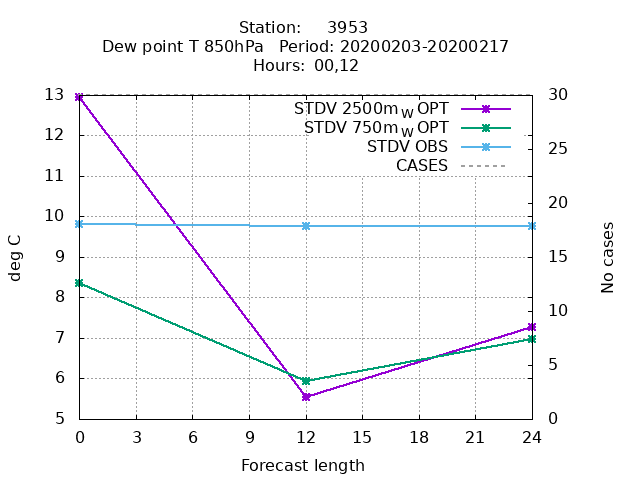 Station: 3953
Dew point T 850hPa Period: 20200203-20200217
Hours: 00,12
STDV 2500m W OPT
STDV 750m W OPT
STDV OBS
CASES
deg C
13
12
11
10
9
8
7
6
5
No cases
30
25
20
15
10
5
0
0 3 6 9 12 15 18 21 24
Forecast length